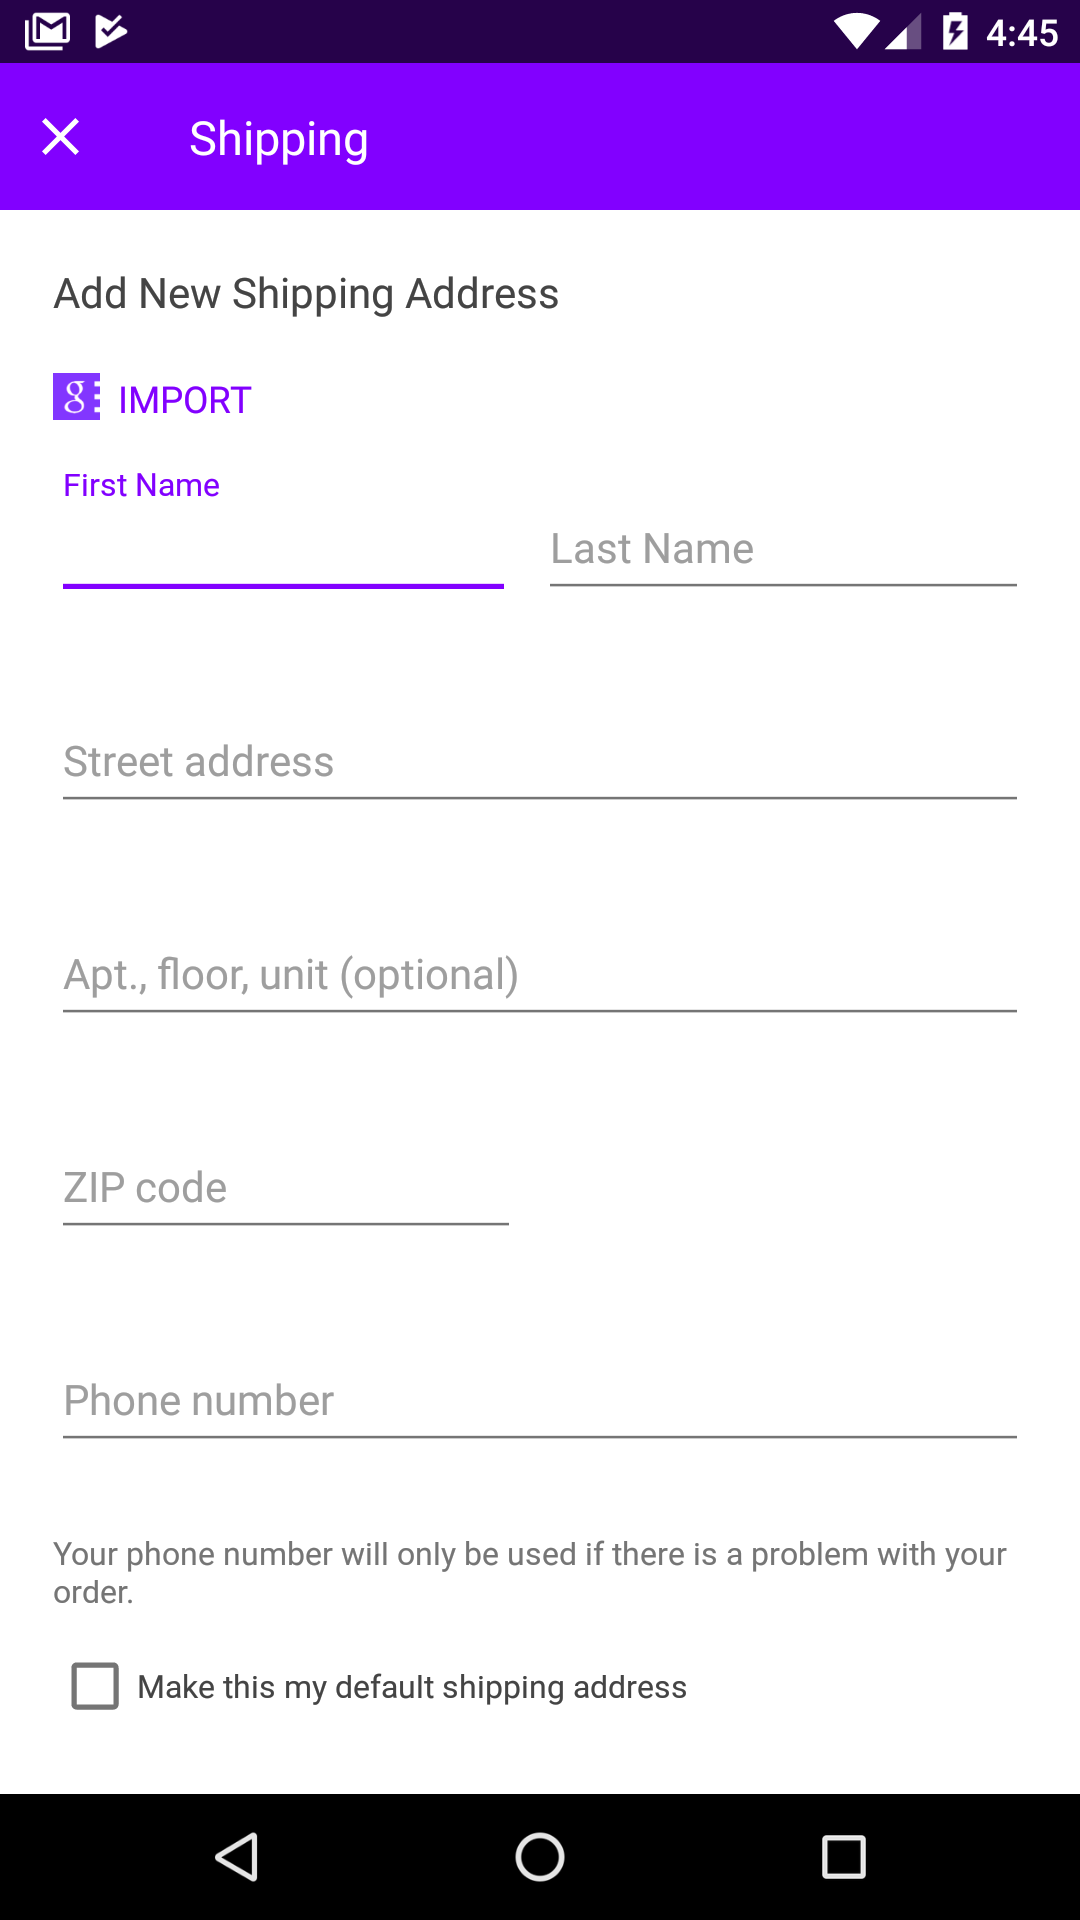 4:45
Shipping
Add New Shipping Address
g IMPORT
First Name
Last Name
Street address
Apt., floor, unit (optional)
ZIP code
Phone number
Your phone number will only be used if there is a problem with your
order.
Make this my default shipping address